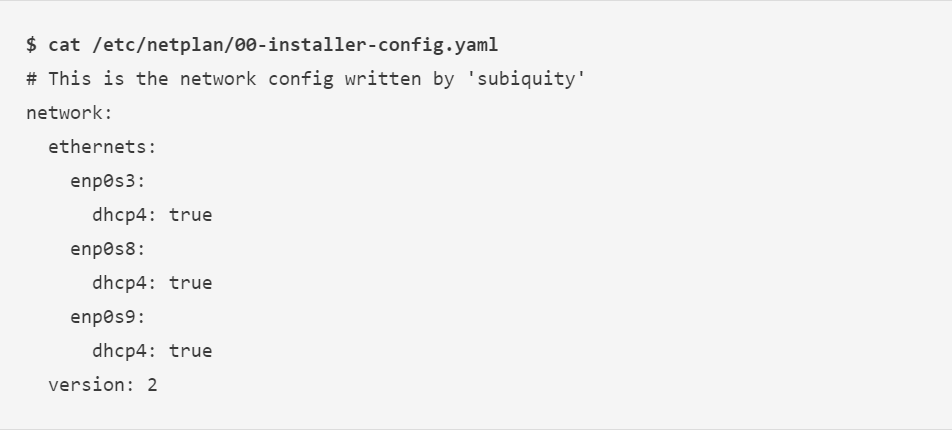 $ cat /etc/netplan/00-installer-config.yaml
# This is the network config written by 'subiquity'
network:
  ethernets:
    enp0s3:
      dhcp4: true
    enp0s8:
      dhcp4: true
    enp0s9:
      dhcp4: true
  version: 2